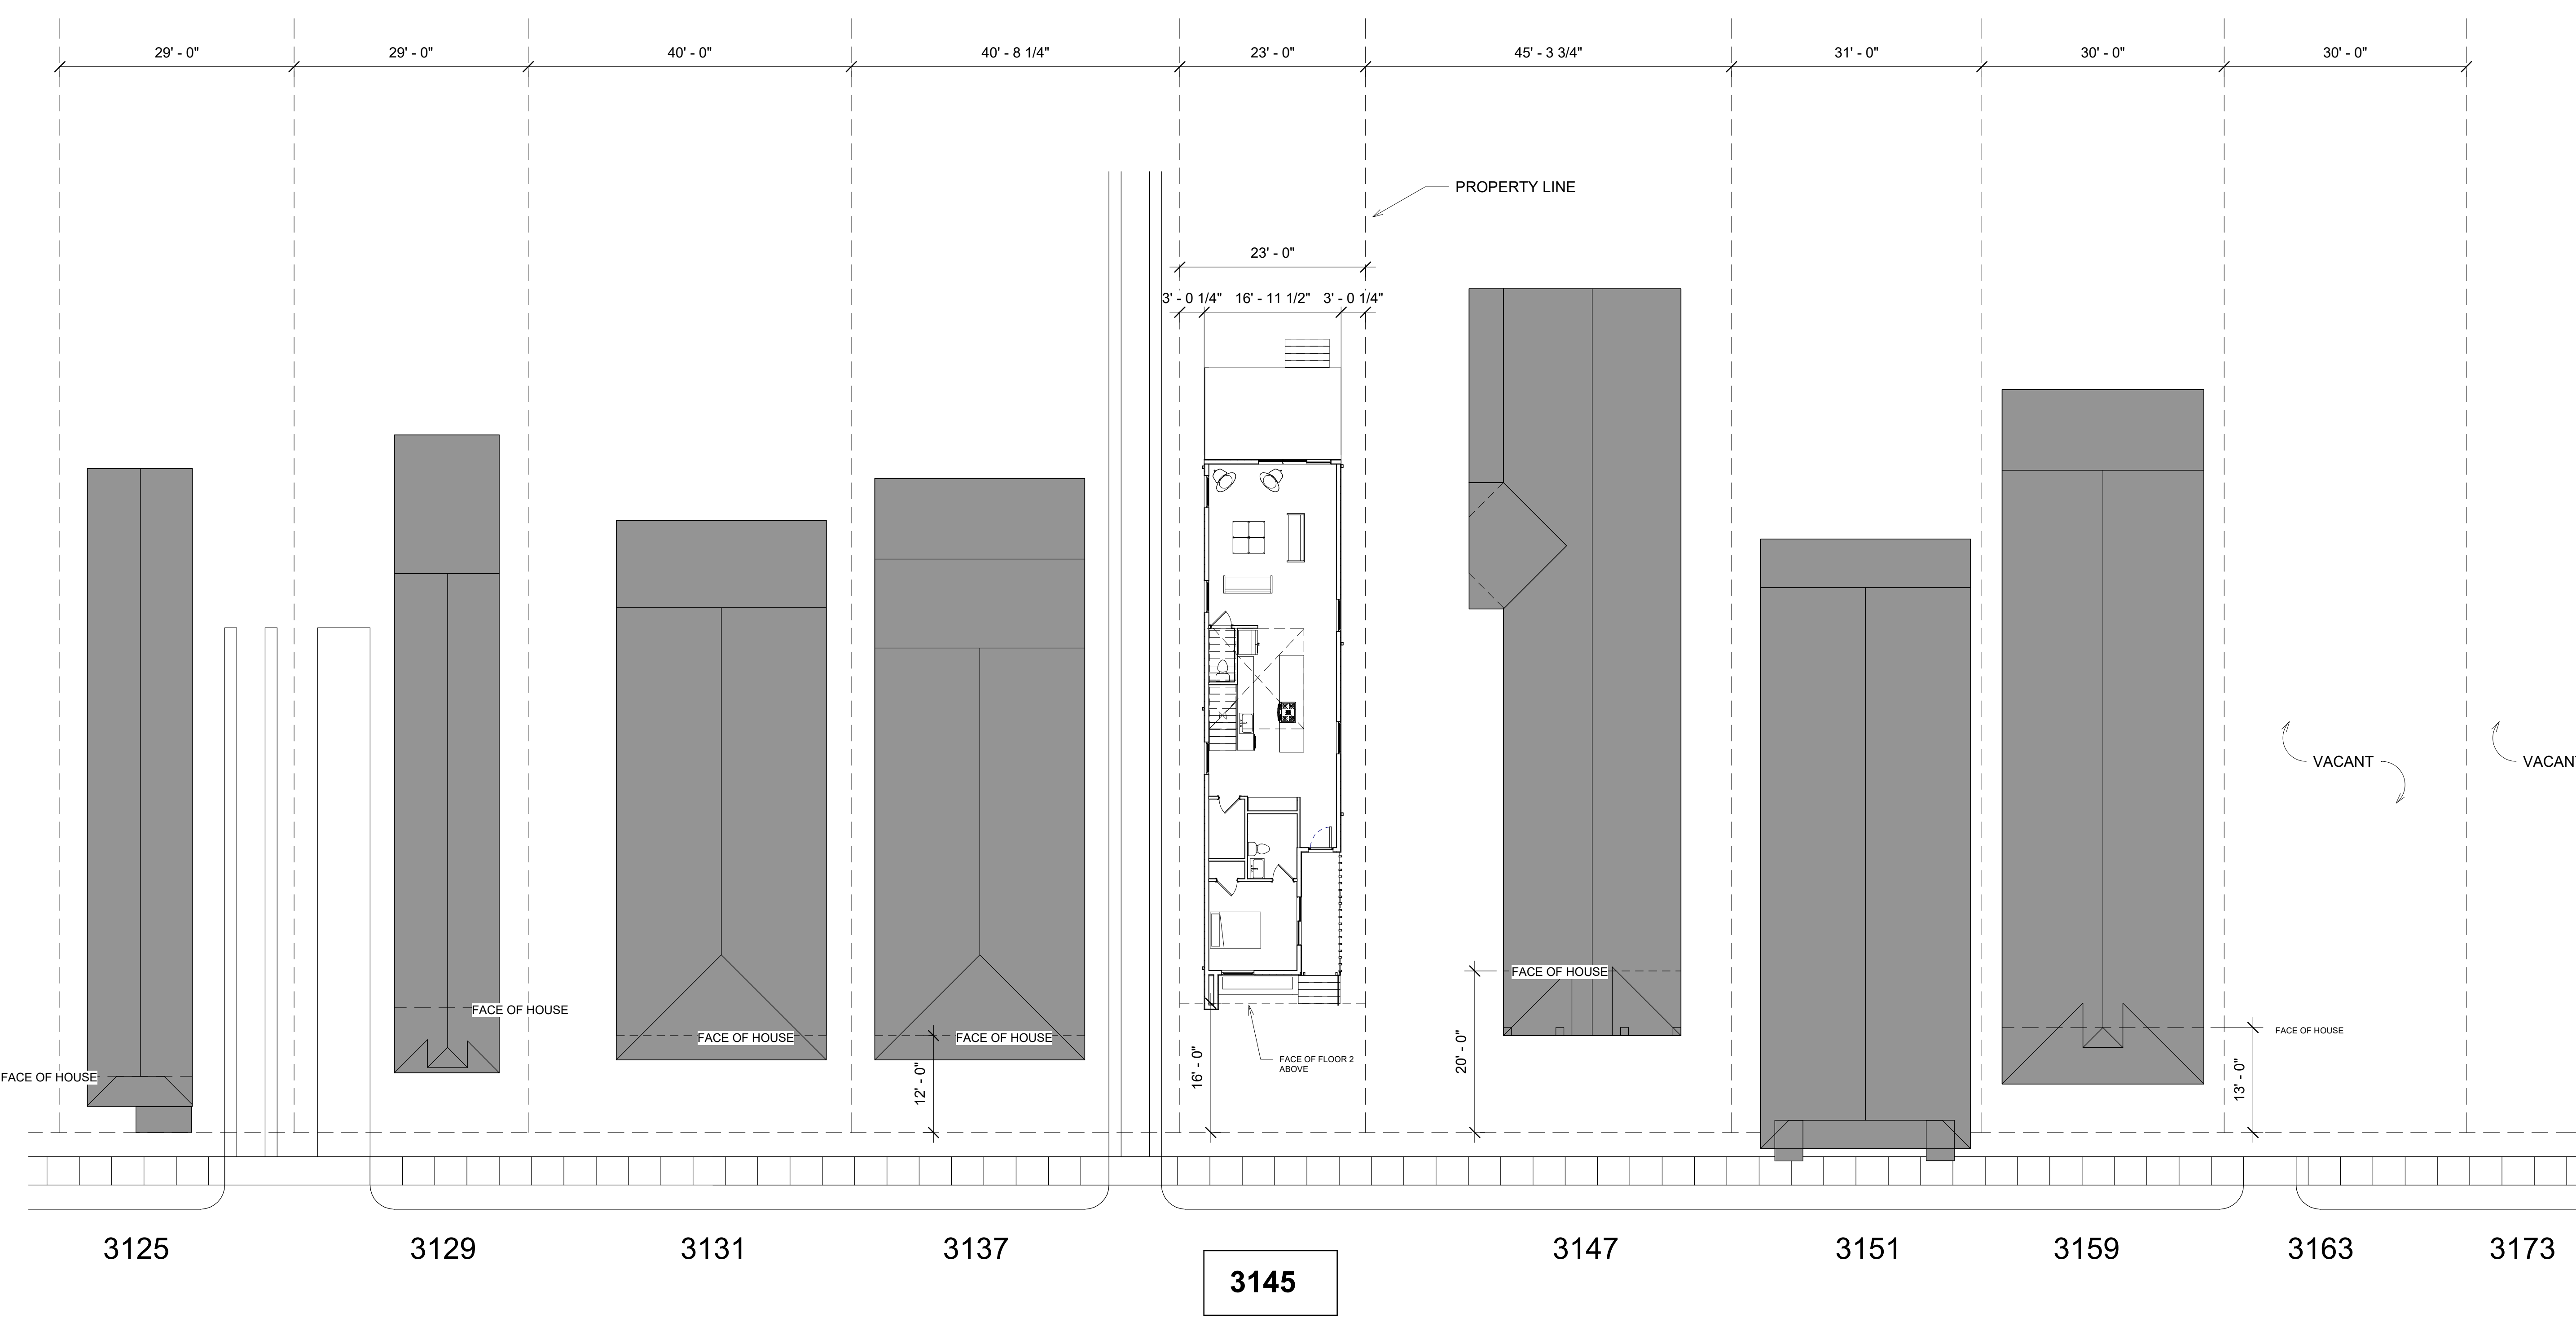 29' - 0"
29' - 0"
40' - 0"
40' - 8 1/4"
23' - 0"
45' - 3 3/4"
31' - 0"
30' - 0"
30' - 0"
PROPERTY LINE
23' - 0"
3' - 0 1/4"
16' - 11 1/2"
3' - 0 1/4"
VACANT
VACAN
FACE OF HOUSE
FACE OF HOUSE
FACE OF HOUSE
FACE OF HOUSE
FACE OF HOUSE
FACE OF HOUSE
FACE OF FLOOR 2
ABOVE
12' - 0"
16' - 0"
20' - 0"
13' - 0"
3125
3129
3131
3137
3145
3147
3151
3159
3163
3173